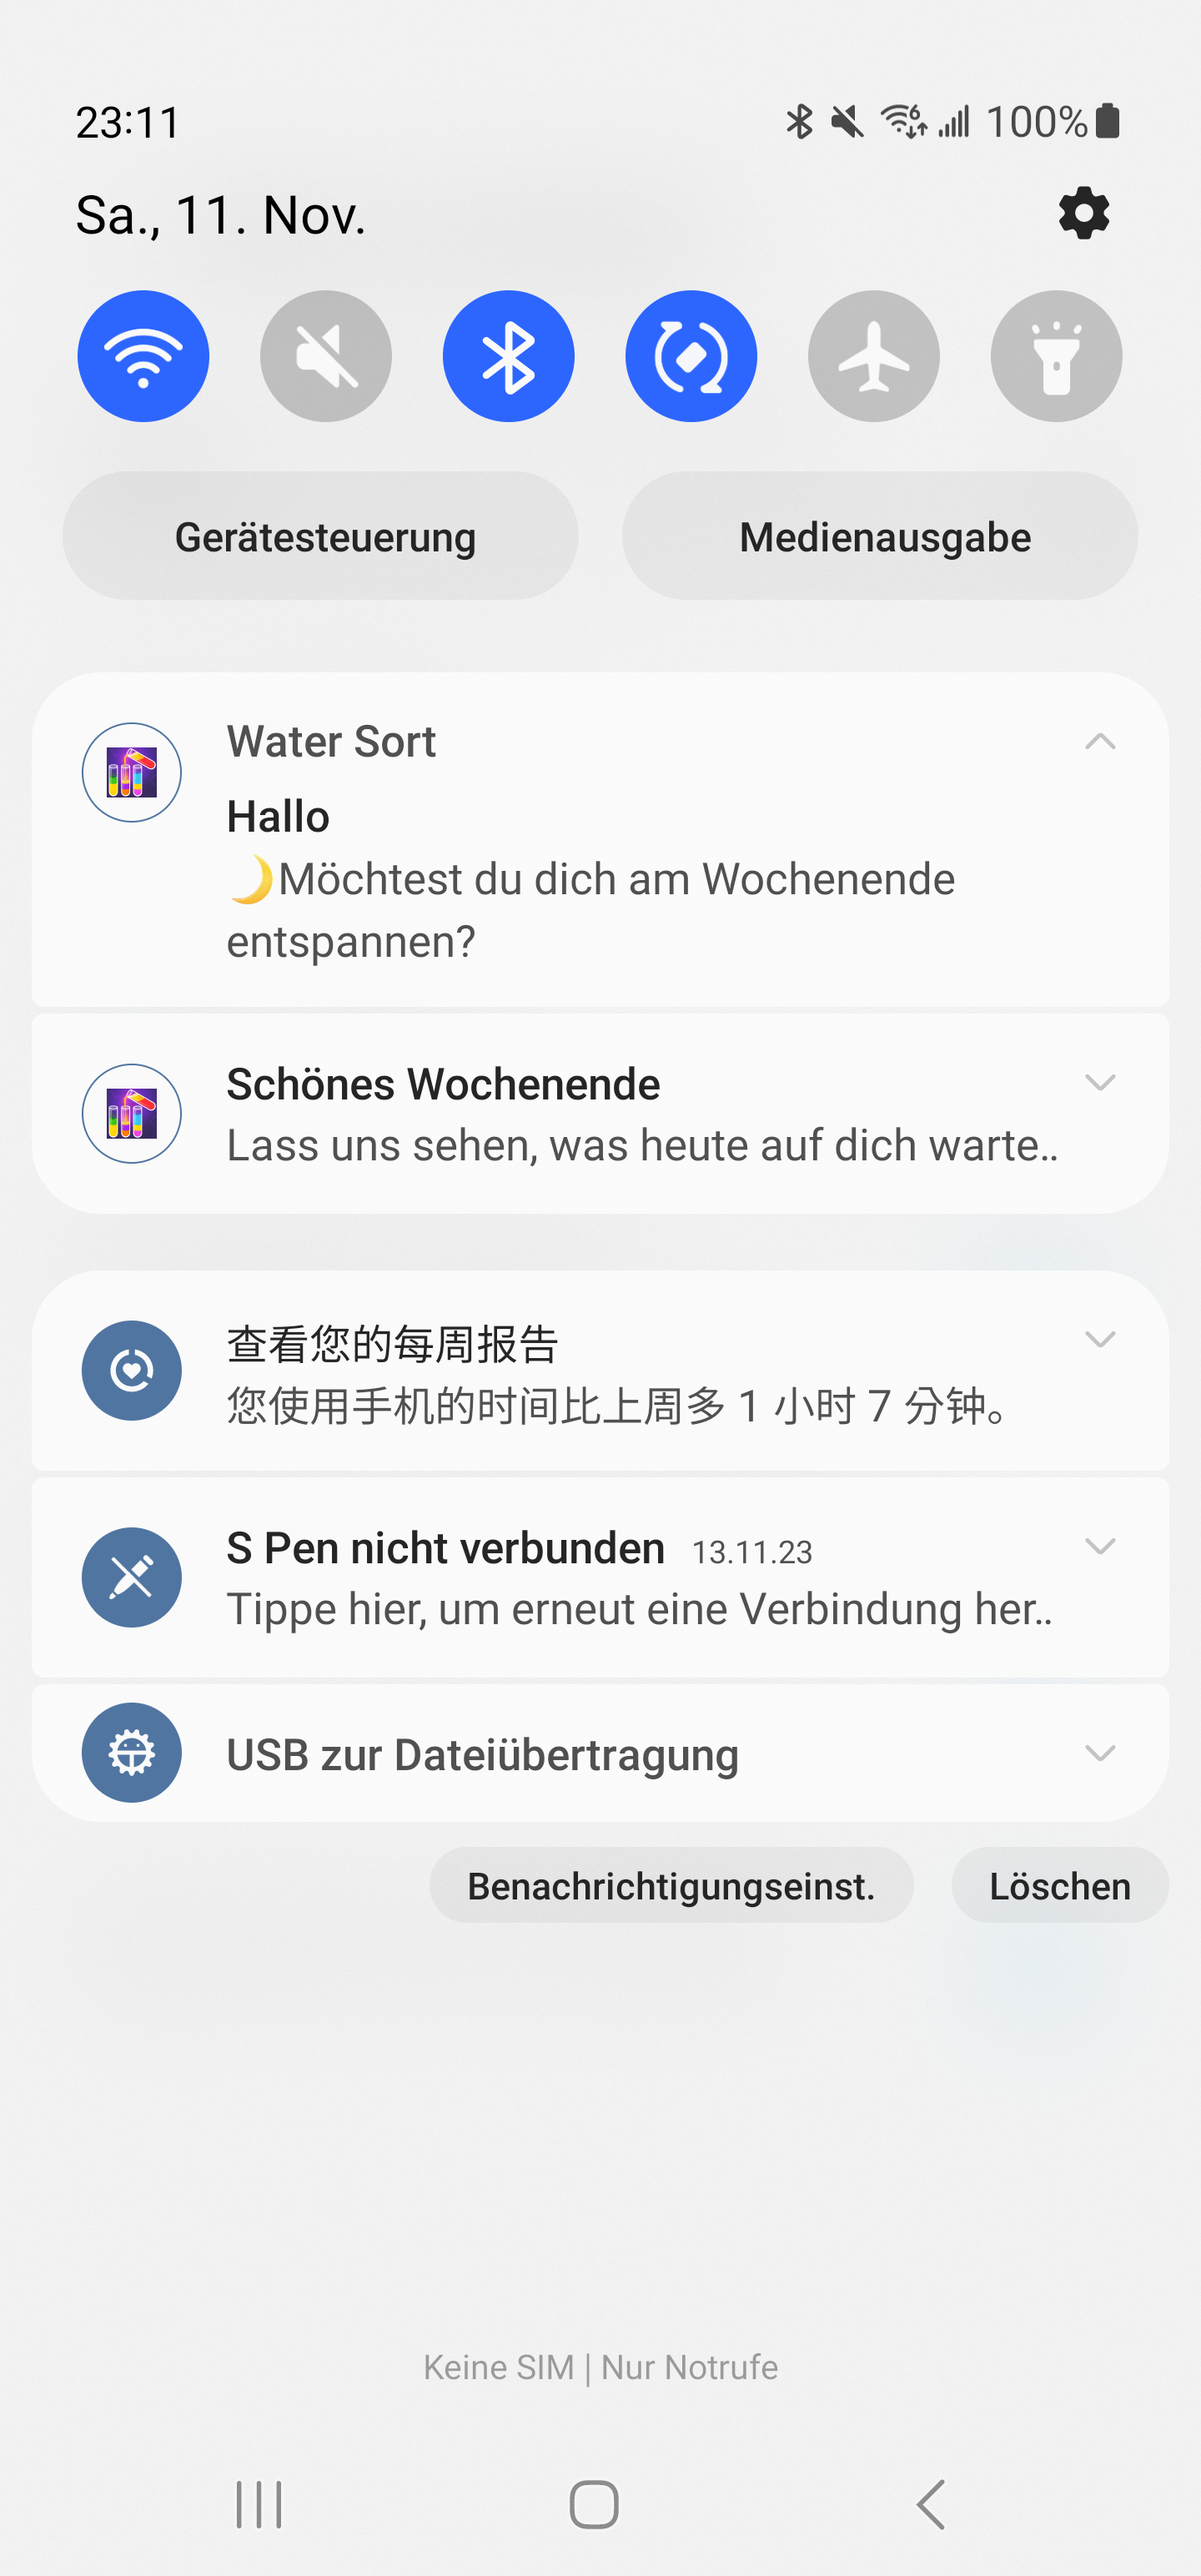 23:11
100%
Sa., 11. Nov.
Gerätesteuerung
Medienausgabe
Water Sort
Hallo
🌙Möchtest du dich am Wochenende
entspannen?
Schönes Wochenende
Lass uns sehen, was heute auf dich warte..
查看您的每周报告
您使用手机的时间比上周多 1 小时 7 分钟。
S Pen nicht verbunden 13.11.23
Tippe hier, um erneut eine Verbindung her..
USB zur Dateiübertragung
Benachrichtigungseinst.
Löschen
Keine SIM | Nur Notrufe